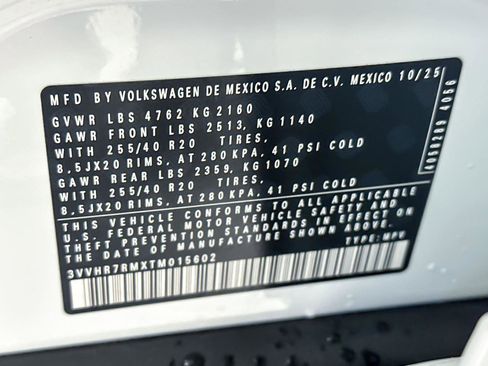 MFD BY VOLKSWAGEN DE MEXICO S.A. DE C.V. MEXICO 10/25
GVWR LBS 4762 KG 2160
GAWR FRONT LBS 2513, KG 1140
WITH 255/40 R20 TIRES,
8,5JX20 RIMS, AT 280 KPA, 41 PSI COLD
GAWR REAR LBS 2359, KG 1070
WITH 255/40 R20 TIRES,
8,5JX20 RIMS, AT 280 KPA, 41 PSI COLD
THIS VEHICLE CONFORMS TO ALL APPLICABLE
U.S. FEDERAL MOTOR VEHICLE SAFETY AND
THEFT PREVENTION STANDARDS IN EFFECT ON THE
DATE OF MANUFACTURE SHOWN ABOVE.
3VVHR7RMXTM015602 TYPE: MPV
4056